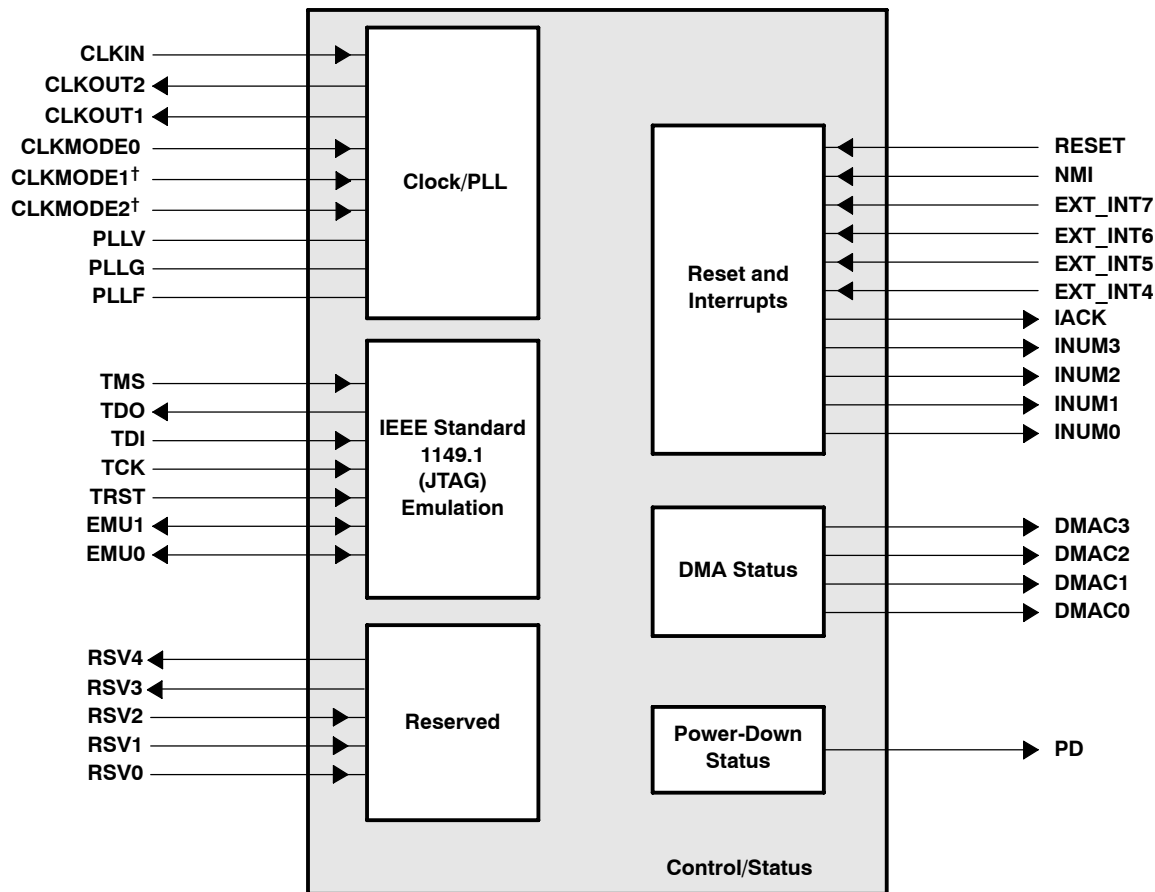 CLKIN
CLKOUT2
CLKOUT1
CLKMODE0
CLKMODE1†
CLKMODE2†
PLLV
PLLG
PLLF
Clock/PLL
TMS
TDO
TDI
TCK
TRST
EMU1
EMU0
IEEE Standard
1149.1
(JTAG)
Emulation
RSV4
RSV3
RSV2
RSV1
RSV0
Reserved
Reset and
Interrupts
RESET
NMI
EXT_INT7
EXT_INT6
EXT_INT5
EXT_INT4
IACK
INUM3
INUM2
INUM1
INUM0
DMA Status
DMAC3
DMAC2
DMAC1
DMAC0
Power-Down
Status
PD
Control/Status